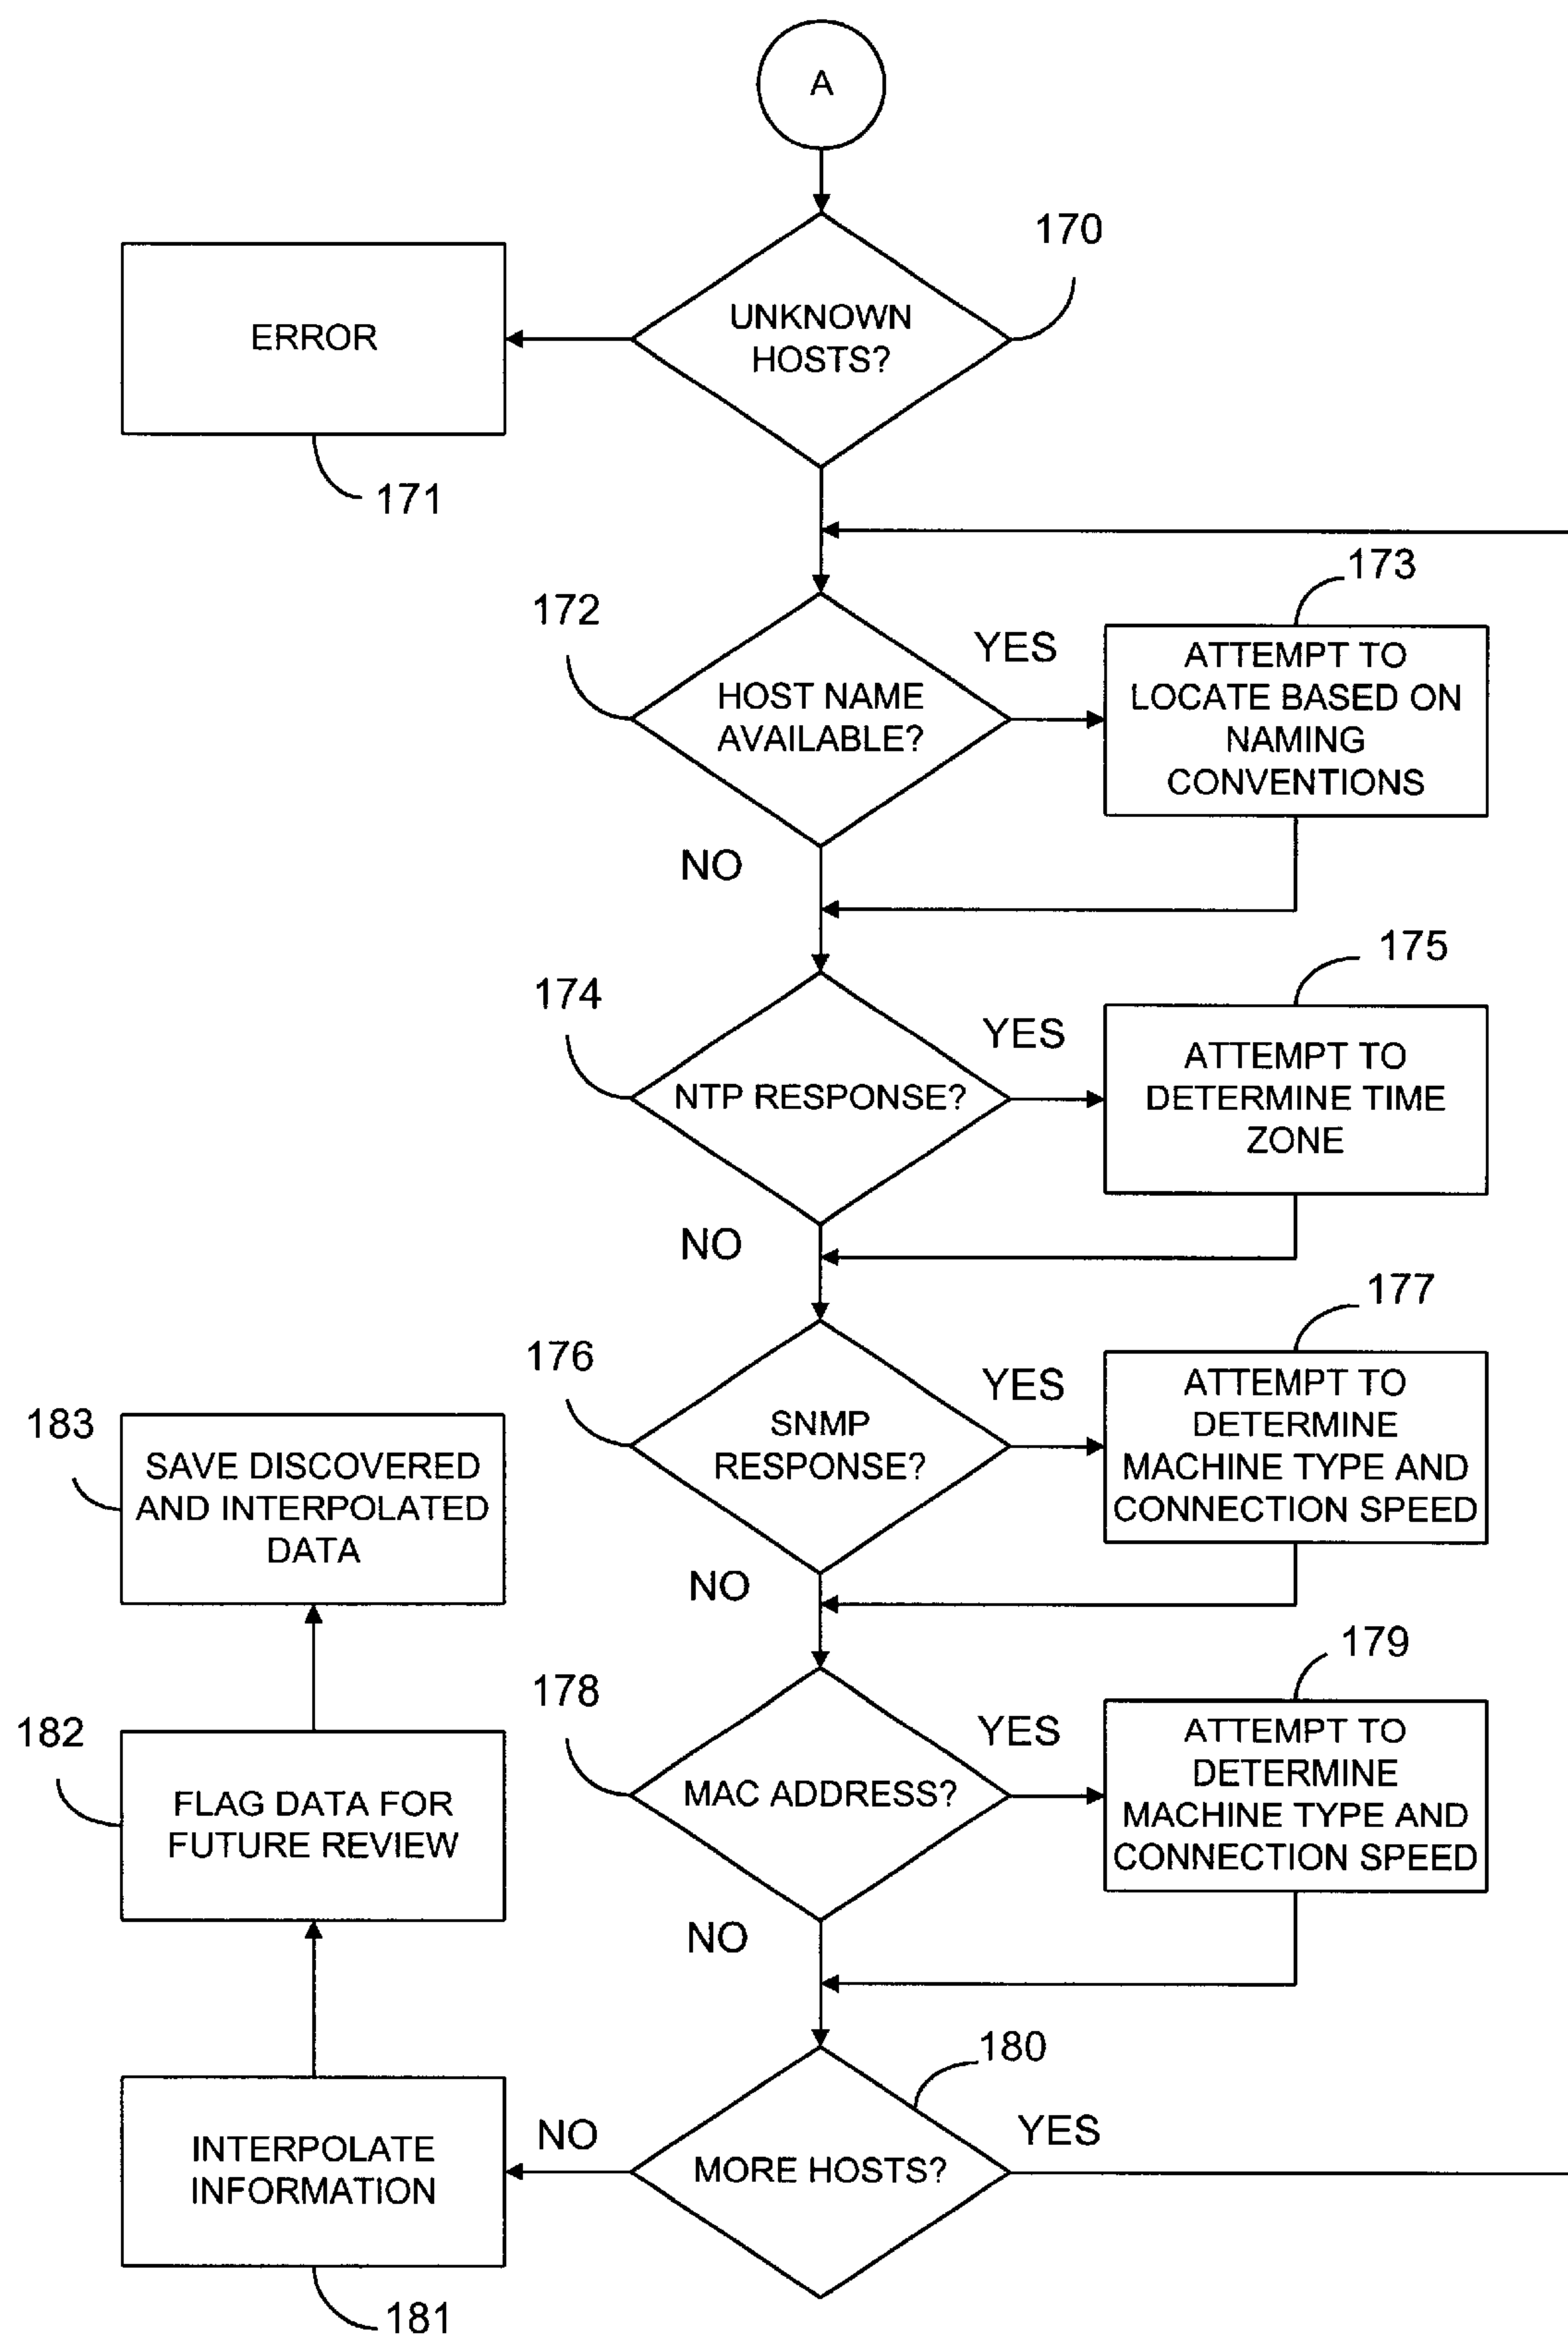 A
170
UNKNOWN
HOSTS?
ERROR
171
172
HOST NAME
AVAILABLE?
YES
NO
173
ATTEMPT TO
LOCATE BASED ON
NAMING
CONVENTIONS
174
NTP RESPONSE?
YES
NO
175
ATTEMPT TO
DETERMINE TIME
ZONE
176
SNMP
RESPONSE?
YES
NO
177
ATTEMPT TO
DETERMINE
MACHINE TYPE AND
CONNECTION SPEED
178
MAC ADDRESS?
YES
NO
179
ATTEMPT TO
DETERMINE
MACHINE TYPE AND
CONNECTION SPEED
180
MORE HOSTS?
YES
NO
INTERPOLATE
INFORMATION
181
182
FLAG DATA FOR
FUTURE REVIEW
183
SAVE DISCOVERED
AND INTERPOLATED
DATA